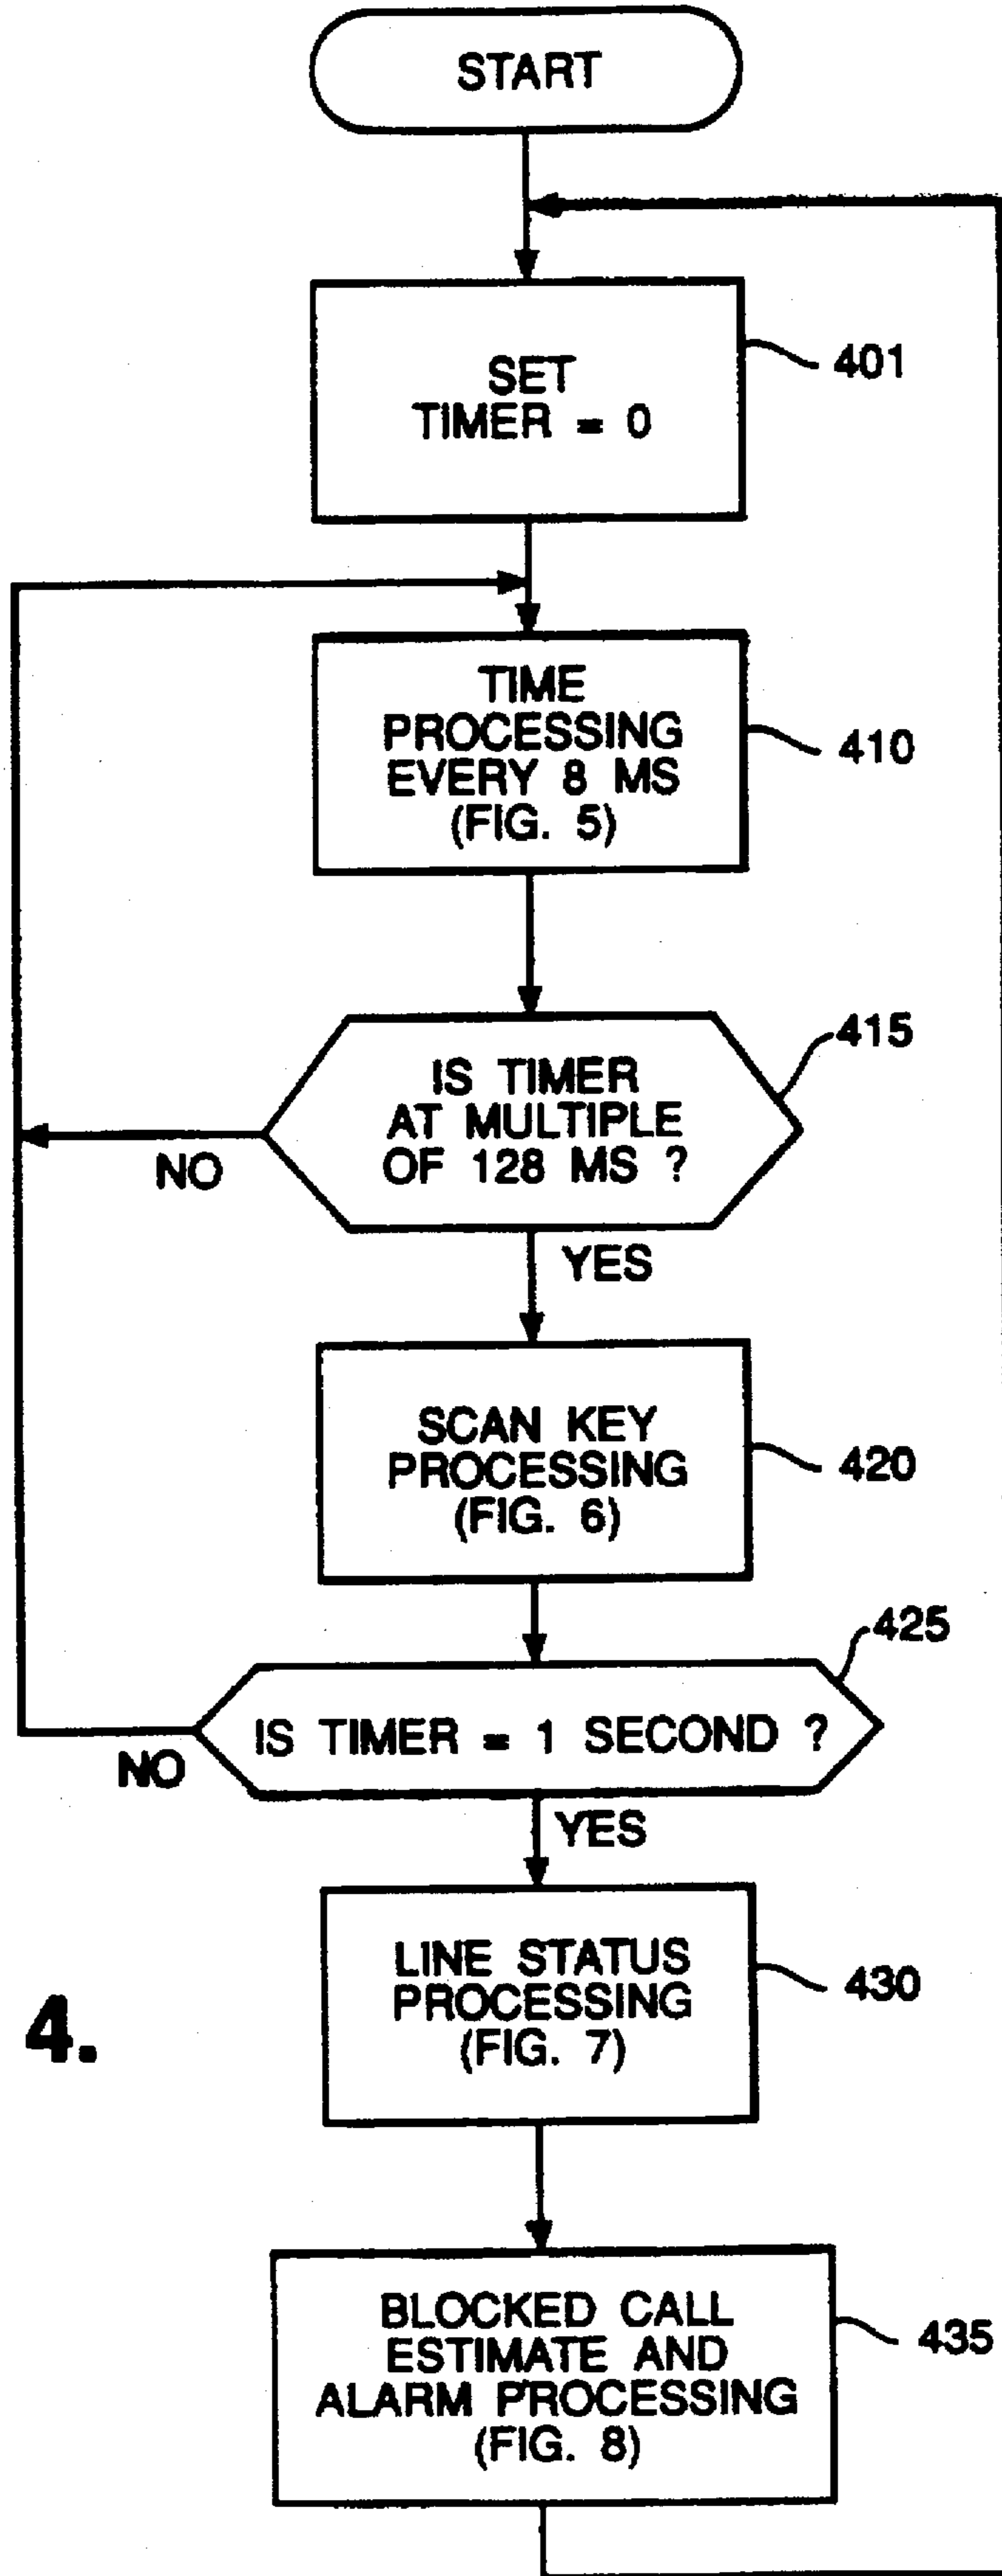 START
SET
TIMER = 0
401
TIME
PROCESSING
EVERY 8 MS
(FIG. 5)
410
IS TIMER
AT MULTIPLE
OF 128 MS ?
415
NO
YES
SCAN KEY
PROCESSING
(FIG. 6)
420
IS TIMER = 1 SECOND ?
425
NO
YES
LINE STATUS
PROCESSING
(FIG. 7)
430
4.
BLOCKED CALL
ESTIMATE AND
ALARM PROCESSING
(FIG. 8)
435